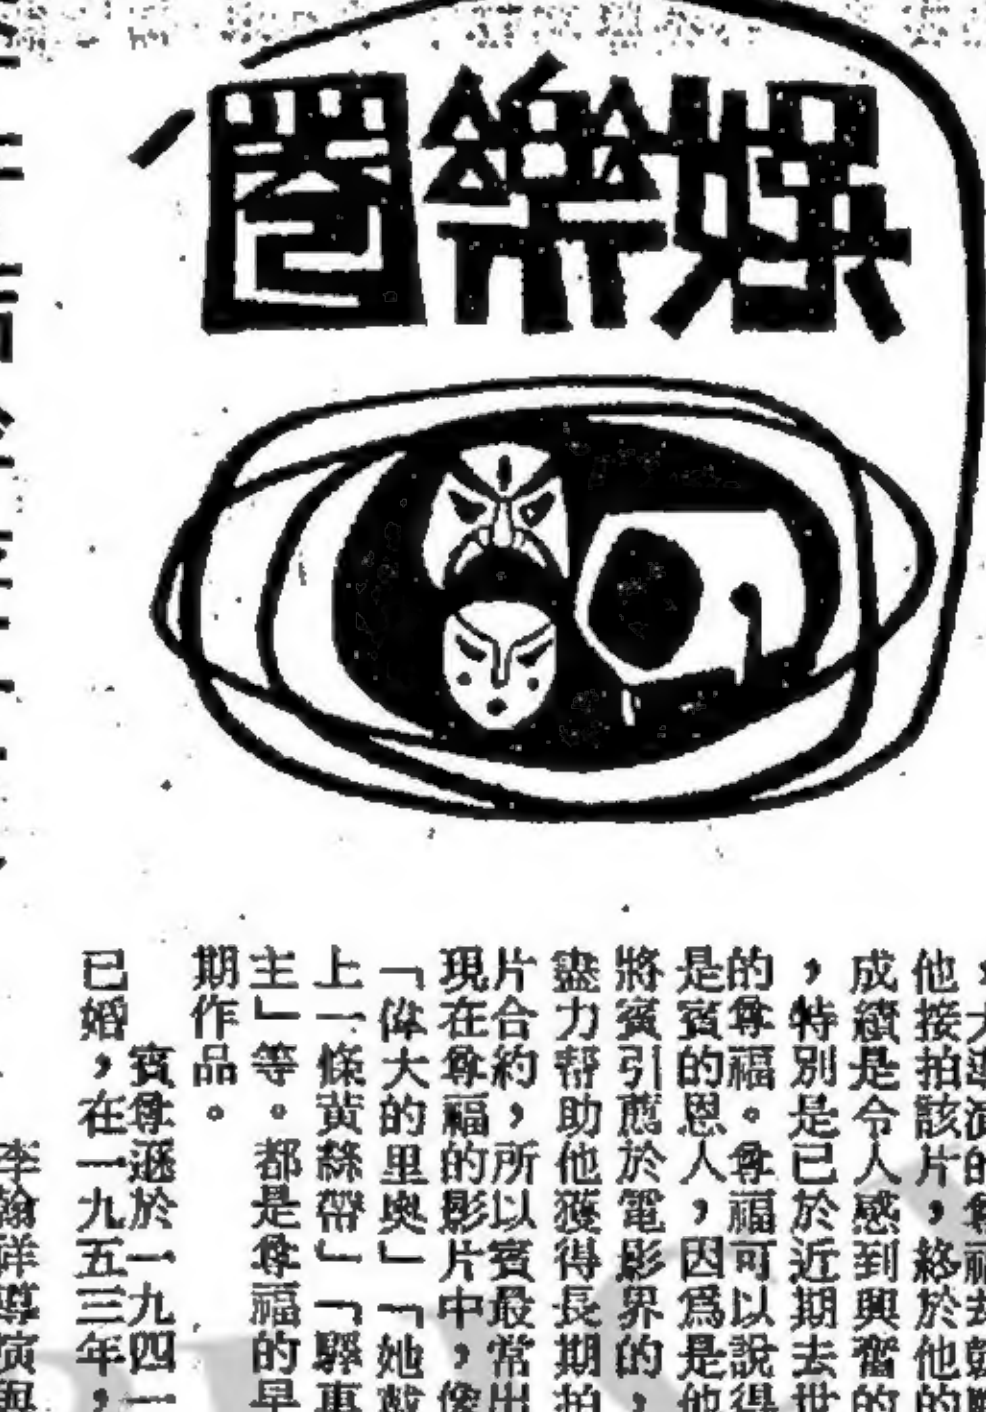 娛樂圈
他接拍該片，終於他的
成績是令人感到興奮的
，特別是已於近期去世
的尊福。尊福可以說得
是賓的恩人，因爲是他
將賓引薦於電影界的，
盡力帮助他獲得長期拍
片合約，所以賓最常出
現在尊福的影片中，像
「偉大的里奥」「她戴
上一條黃絲帶」「驛車
主」等。都是尊福的早
期作品。
賓尊遜於一九四一
已婚，在一九五三年，
李翰祥導演與